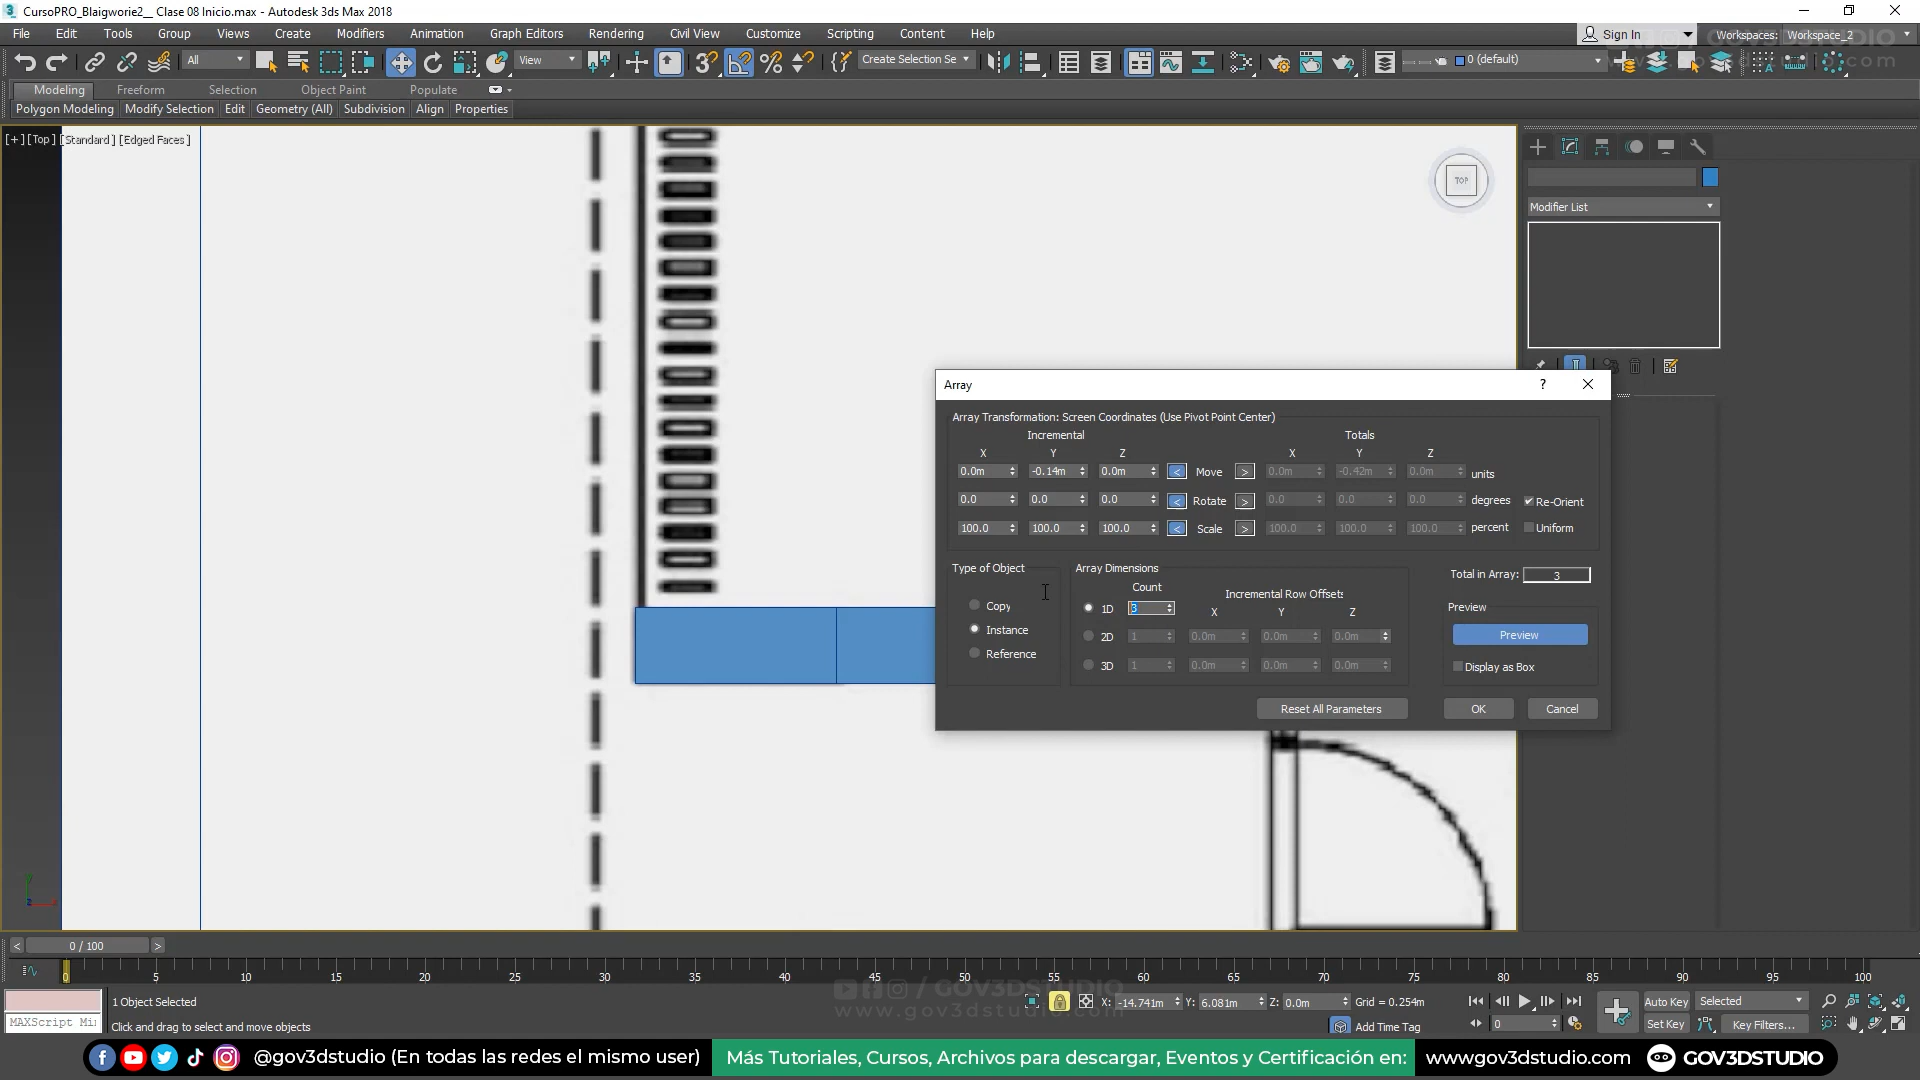 CursoPRO_Blaigworie2__ Clase 08 Inicio.max - Autodesk 3ds Max 2018
File Edit Tools Group Views Create Modifiers Animation Graph Editors Rendering Civil View Customize Scripting Content Help
Sign In Workspaces: Workspace_2
All View Create Selection Se 0 (default)
Modeling Freeform Selection Object Paint Populate
Polygon Modeling Modify Selection Edit Geometry (All) Subdivision Align Properties
[+] [Top] [Standard] [Edged Faces]
TOP
Modifier List
Array
?
Array Transformation: Screen Coordinates (Use Pivot Point Center)
Incremental Totals
X Y Z X Y Z
0.0m -0.14m 0.0m < Move > 0.0m -0.42m 0.0m units
0.0 0.0 0.0 < Rotate > 0.0 0.0 0.0 degrees Re-Orient
100.0 100.0 100.0 < Scale > 100.0 100.0 100.0 percent Uniform
Type of Object Array Dimensions Total in Array: 3
Count Incremental Row Offsets
X Y Z
Copy 1D 3 Preview
Instance 2D 1 0.0m 0.0m 0.0m Preview
Reference 3D 1 0.0m 0.0m 0.0m Display as Box
Reset All Parameters OK Cancel
< 0 / 100 >
0 5 10 15 20 25 30 35 40 45 50 55 60 65 70 75 80 85 90 95 100
/ GOV3DSTUDIO
www.gov3dstudio.com
1 Object Selected X: -14.741m Y: 6.081m Z: 0.0m Grid = 0.254m Auto Key Selected
MAXScript Mi Click and drag to select and move objects Add Time Tag 0 Set Key Key Filters...
@gov3dstudio (En todas las redes el mismo user) Más Tutoriales, Cursos, Archivos para descargar, Eventos y Certificación en: www.gov3dstudio.com GOV3DSTUDIO